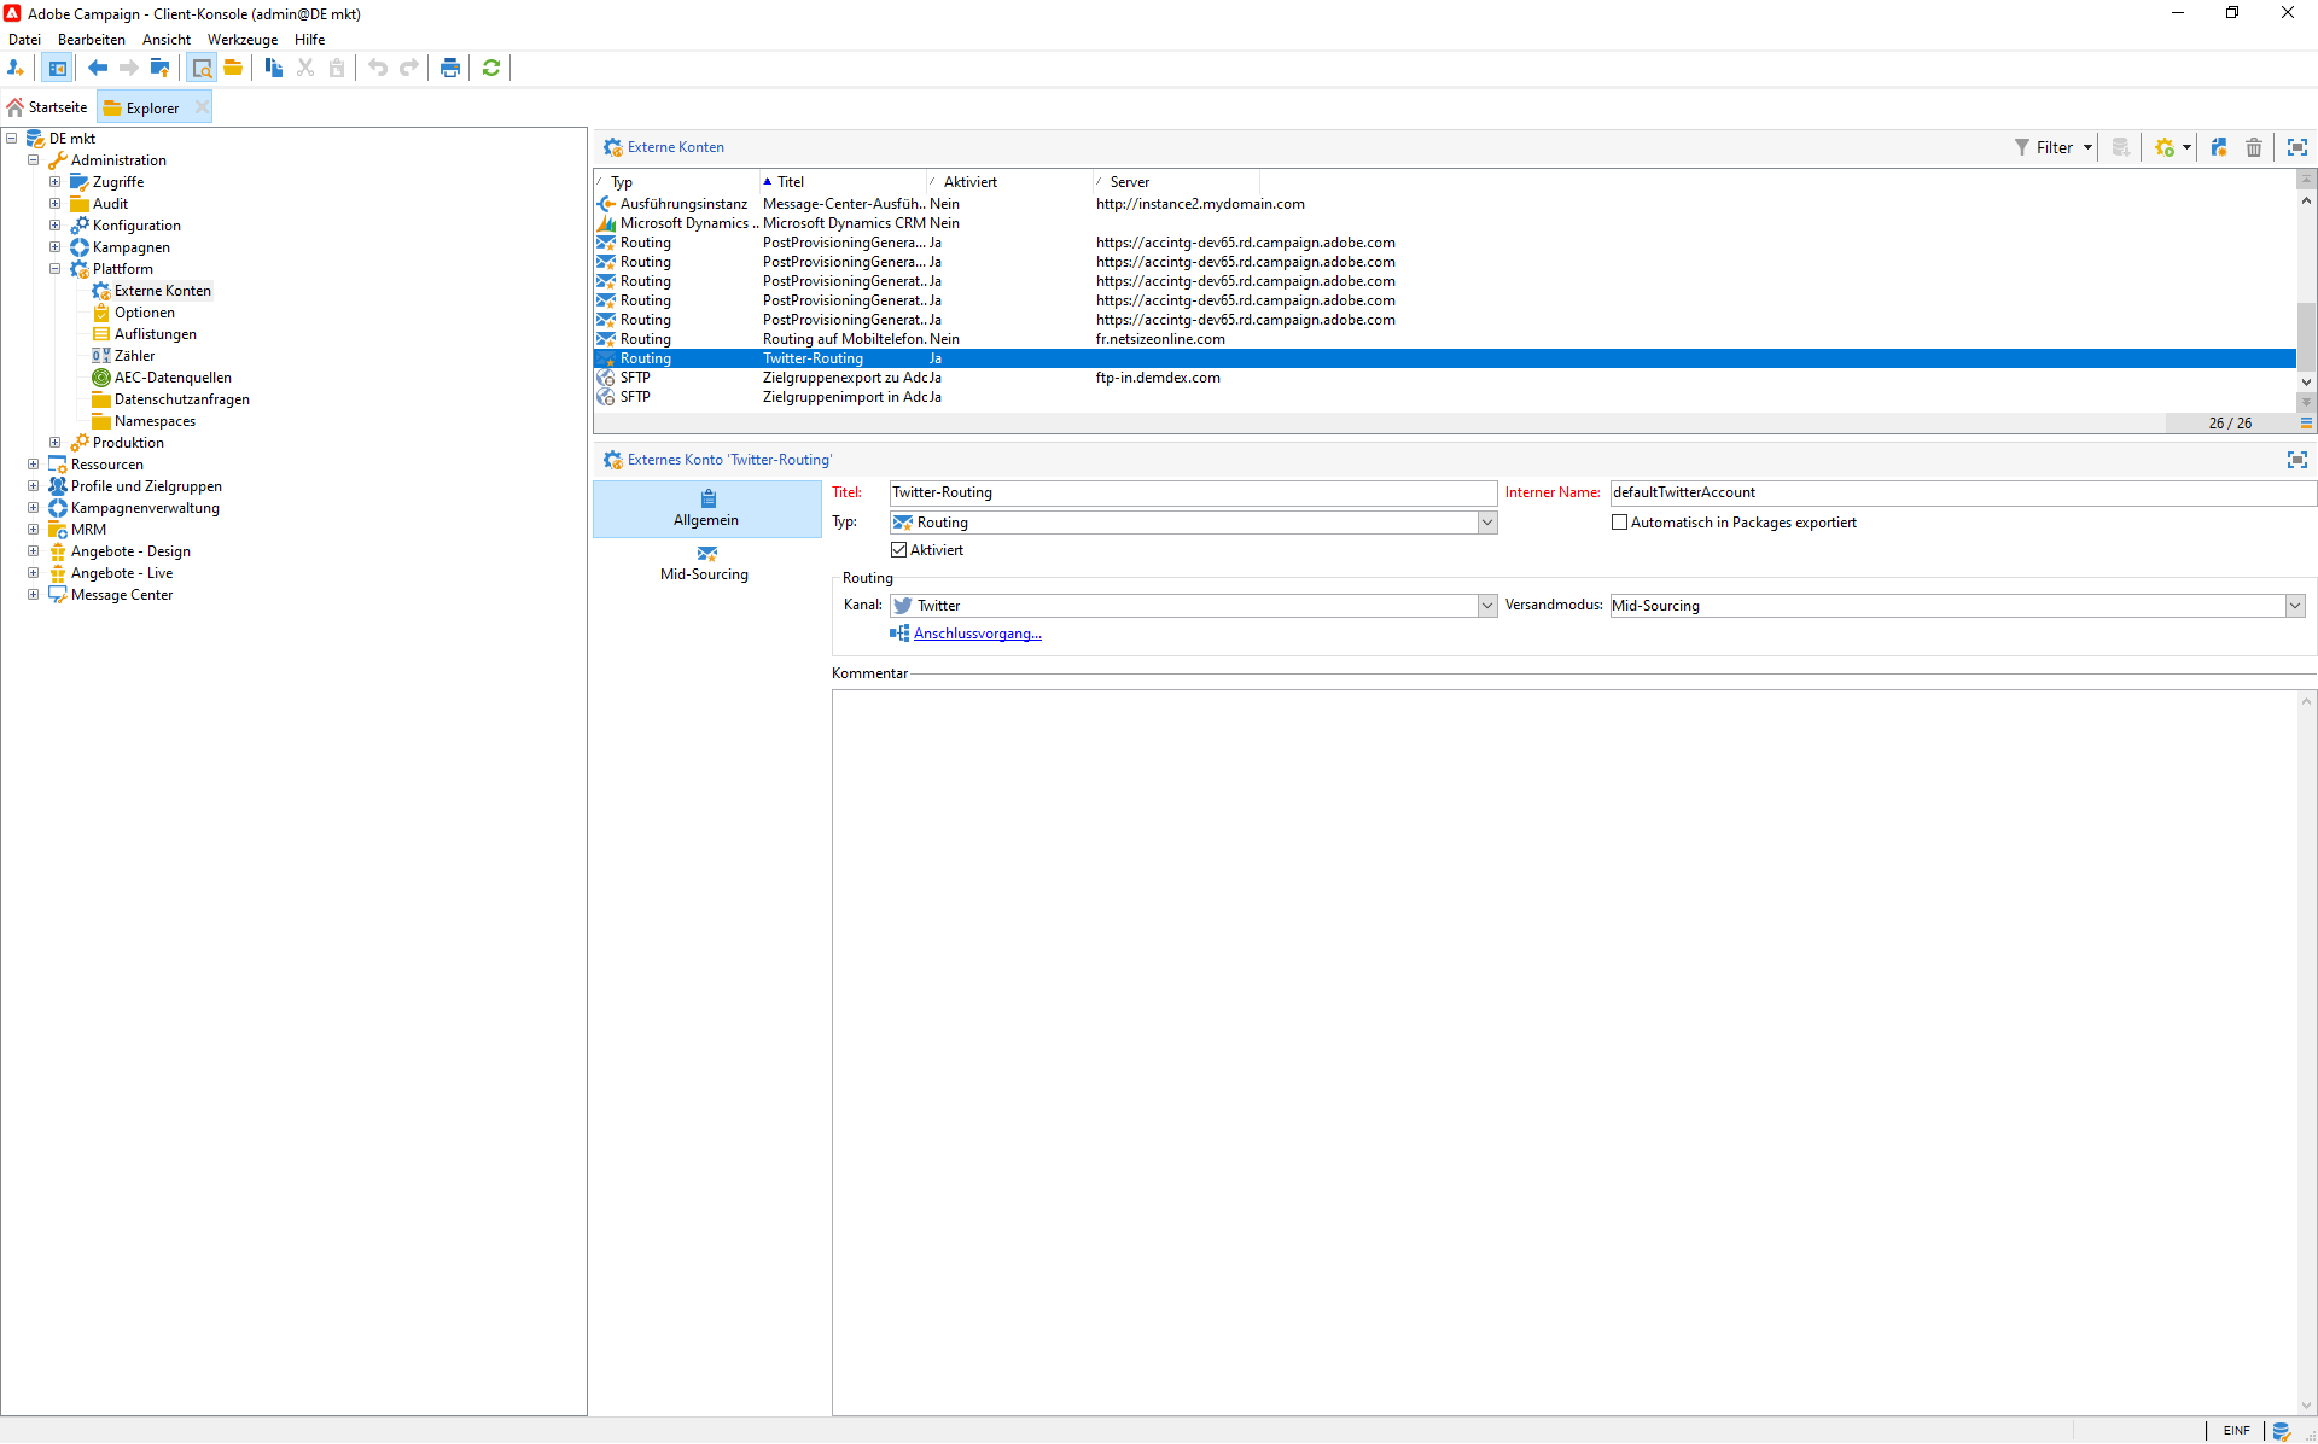 Adobe Campaign - Client-Konsole (admin@DE mkt)
Datei Bearbeiten Ansicht Werkzeuge Hilfe
Startseite Explorer
DE mkt
Administration
Zugriffe
Audit
Konfiguration
Kampagnen
Plattform
Externe Konten
Optionen
Auflistungen
Zähler
AEC-Datenquellen
Datenschutzanfragen
Namespaces
Produktion
Ressourcen
Profile und Zielgruppen
Kampagnenverwaltung
MRM
Angebote - Design
Angebote - Live
Message Center
Externe Konten Filter
Typ Titel Aktiviert Server
Ausführungsinstanz Message-Center-Ausfüh.. Nein http://instance2.mydomain.com
Microsoft Dynamics .. Microsoft Dynamics CRM Nein
Routing PostProvisioningGenera... Ja https://accintg-dev65.rd.campaign.adobe.com
Routing PostProvisioningGenera... Ja https://accintg-dev65.rd.campaign.adobe.com
Routing PostProvisioningGenerat.. Ja https://accintg-dev65.rd.campaign.adobe.com
Routing PostProvisioningGenerat.. Ja https://accintg-dev65.rd.campaign.adobe.com
Routing PostProvisioningGenerat.. Ja https://accintg-dev65.rd.campaign.adobe.com
Routing Routing auf Mobiltelefon. Nein fr.netsizeonline.com
Routing Twitter-Routing Ja
SFTP Zielgruppenexport zu Adc Ja ftp-in.demdex.com
SFTP Zielgruppenimport in Adc Ja
26 / 26
Externes Konto 'Twitter-Routing'
Allgemein
Mid-Sourcing
Titel: Twitter-Routing Interner Name: defaultTwitterAccount
Typ: Routing Automatisch in Packages exportiert
Aktiviert
Routing
Kanal: Twitter Versandmodus: Mid-Sourcing
Anschlussvorgang...
Kommentar
EINF